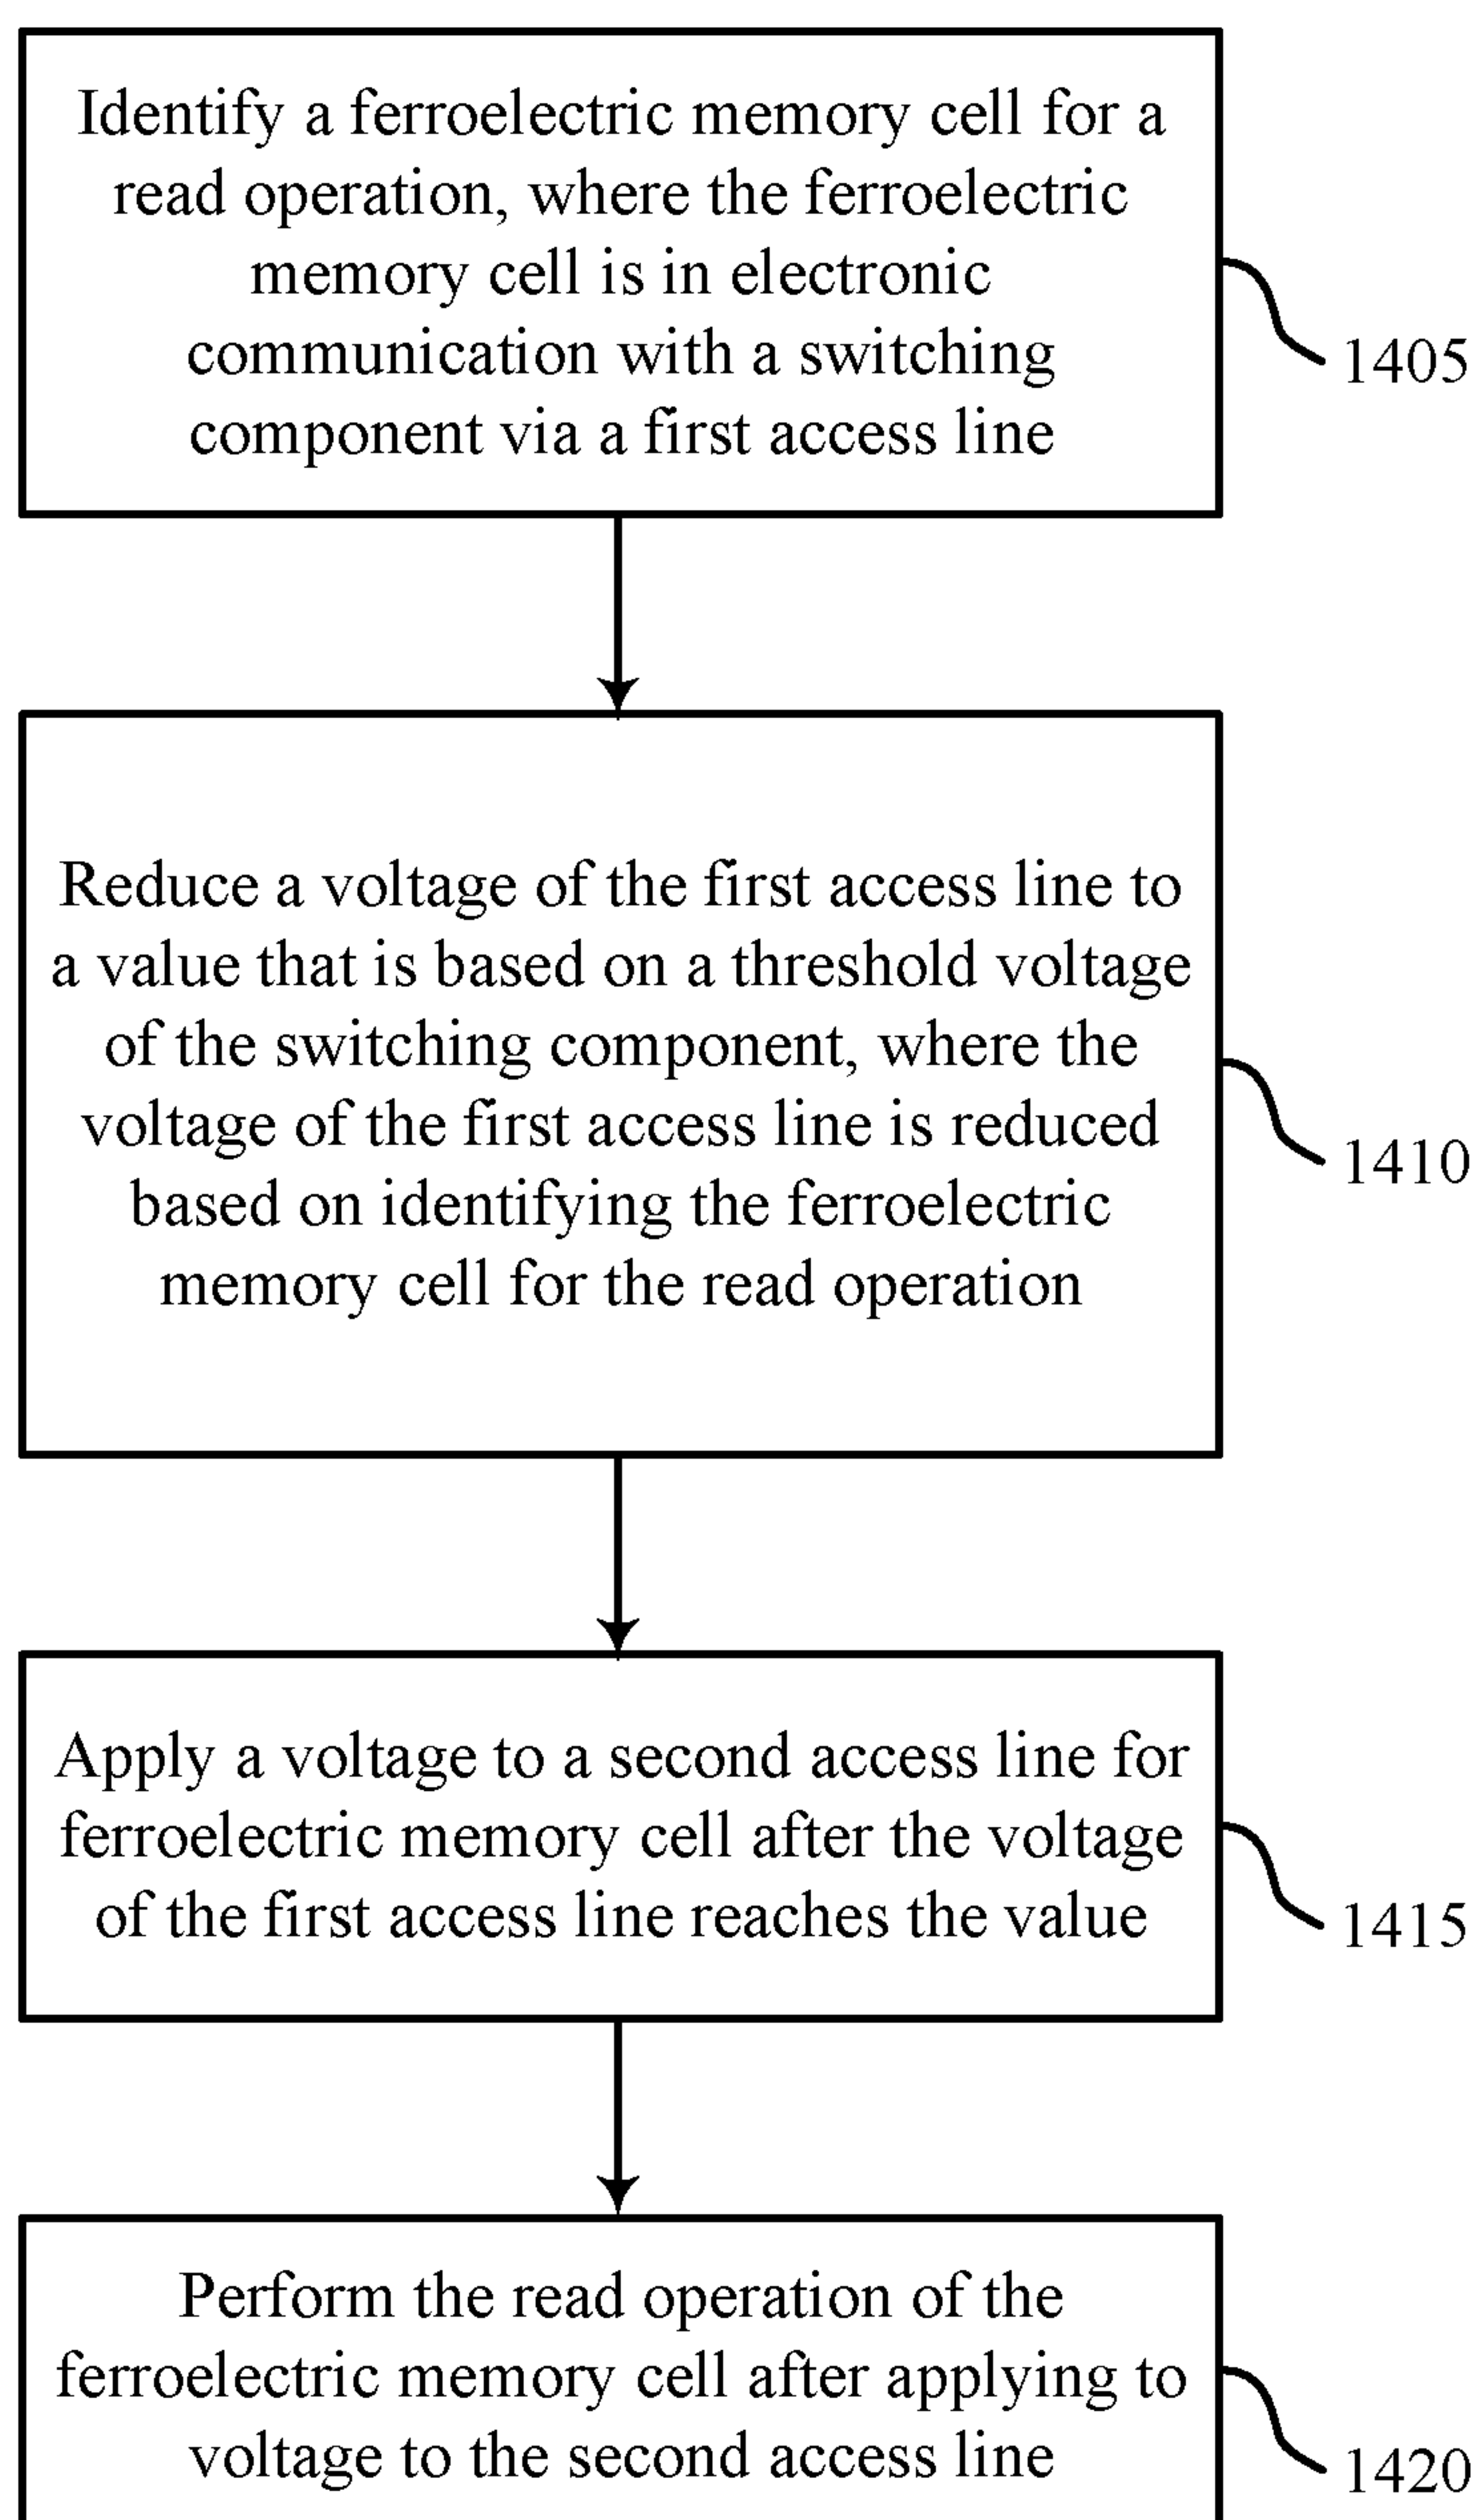 Identify a ferroelectric memory cell for a
read operation, where the ferroelectric
memory cell is in electronic
communication with a switching
component via a first access line
1405
Reduce a voltage of the first access line to
a value that is based on a threshold voltage
of the switching component, where the
voltage of the first access line is reduced
based on identifying the ferroelectric
memory cell for the read operation
1410
Apply a voltage to a second access line for
ferroelectric memory cell after the voltage
of the first access line reaches the value
1415
Perform the read operation of the
ferroelectric memory cell after applying to
voltage to the second access line
1420